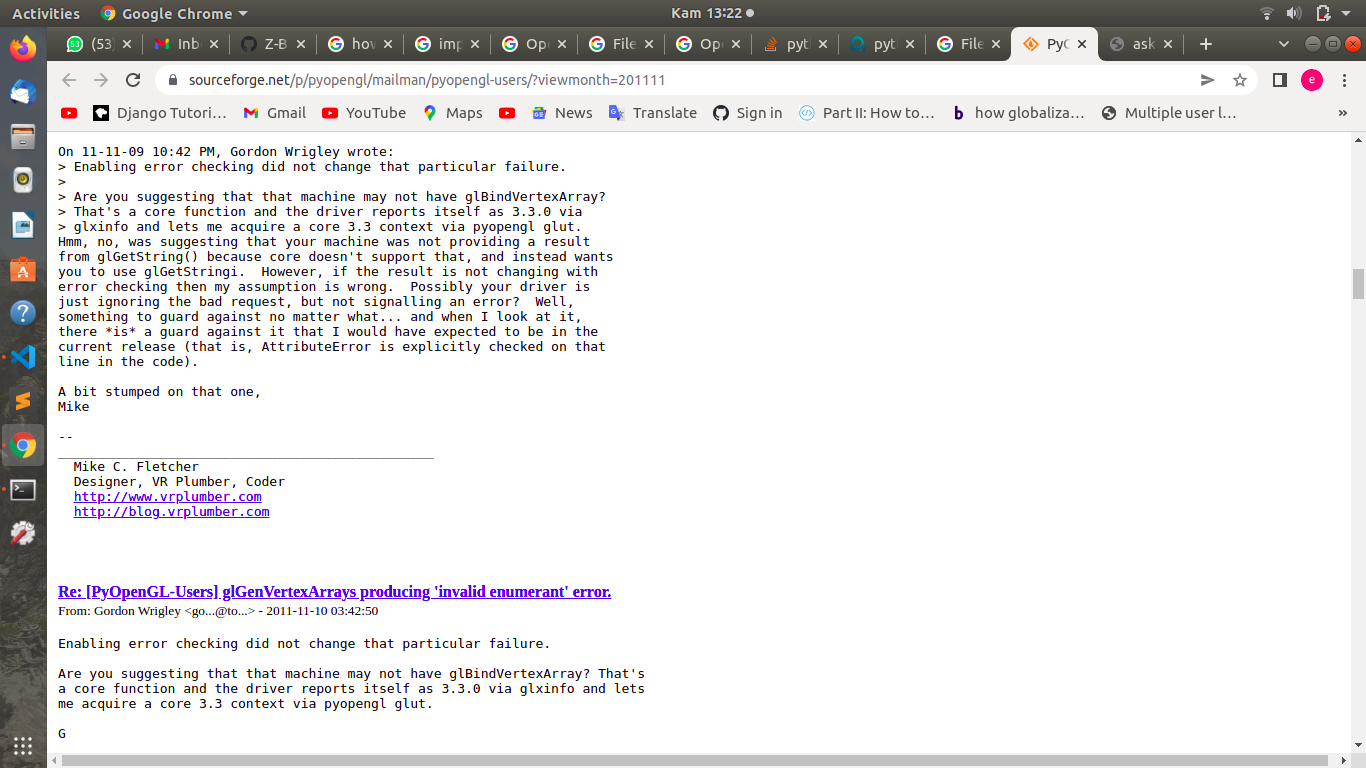 Activities
Google Chrome
Kam 13:22
(53)
Inb
Z-B
hov
imp
Ope
File
Ope
pyt
pyt
File
PyO
ask
sourceforge.net/p/pyopengl/mailman/pyopengl-users/?viewmonth=201111
e
Django Tutori…
Gmail
YouTube
Maps
News
Translate
Sign in
Part II: How to…
how globaliza…
Multiple user l…
»
On 11-11-09 10:42 PM, Gordon Wrigley wrote:
> Enabling error checking did not change that particular failure.
>
> Are you suggesting that that machine may not have glBindVertexArray?
> That's a core function and the driver reports itself as 3.3.0 via
> glxinfo and lets me acquire a core 3.3 context via pyopengl glut.
Hmm, no, was suggesting that your machine was not providing a result
from glGetString() because core doesn't support that, and instead wants
you to use glGetStringi.  However, if the result is not changing with
error checking then my assumption is wrong.  Possibly your driver is
just ignoring the bad request, but not signalling an error?  Well,
something to guard against no matter what... and when I look at it,
there *is* a guard against it that I would have expected to be in the
current release (that is, AttributeError is explicitly checked on that
line in the code).
A bit stumped on that one,
Mike
--
________________________________________________
Mike C. Fletcher
Designer, VR Plumber, Coder
http://www.vrplumber.com
http://blog.vrplumber.com
Re: [PyOpenGL-Users] glGenVertexArrays producing 'invalid enumerant' error.
From: Gordon Wrigley <go...@to...> - 2011-11-10 03:42:50
Enabling error checking did not change that particular failure.
Are you suggesting that that machine may not have glBindVertexArray? That's
a core function and the driver reports itself as 3.3.0 via glxinfo and lets
me acquire a core 3.3 context via pyopengl glut.
G